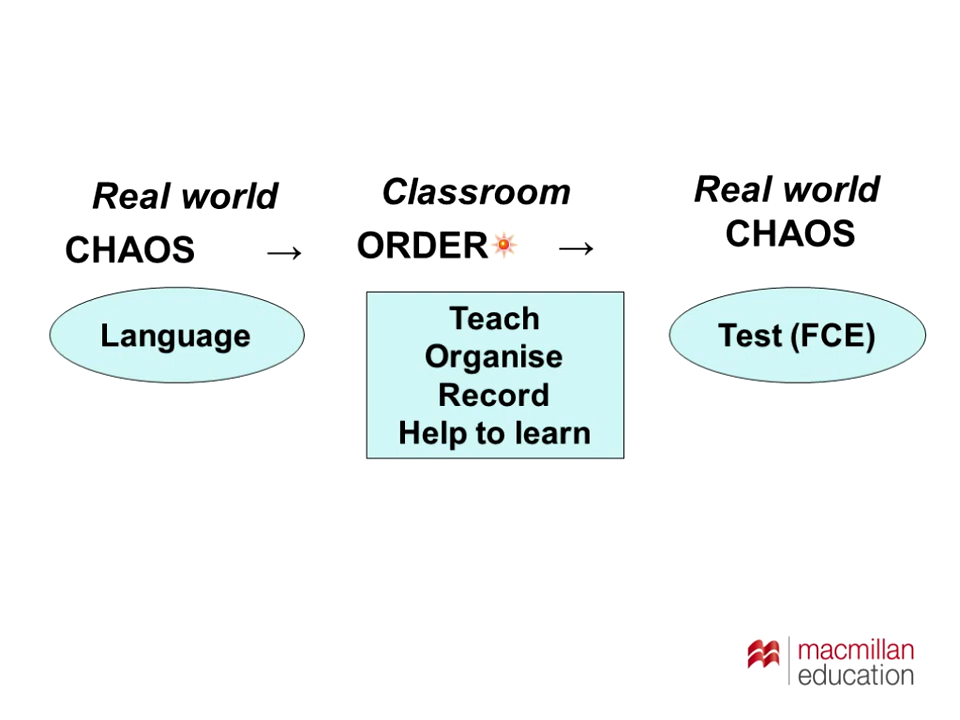 Real world
CHAOS →
Language
Classroom
ORDER →
Teach
Organise
Record
Help to learn
Real world
CHAOS
Test (FCE)
macmillan
education